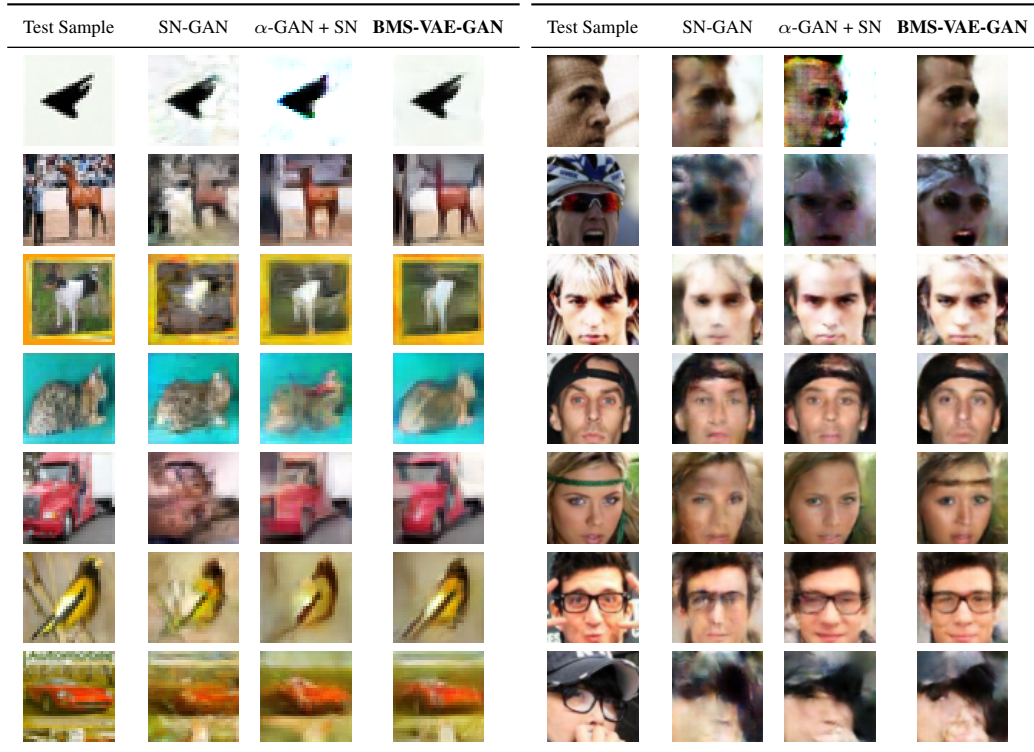 Test Sample SN-GAN α-GAN + SN BMS-VAE-GAN Test Sample SN-GAN α-GAN + SN BMS-VAE-GAN